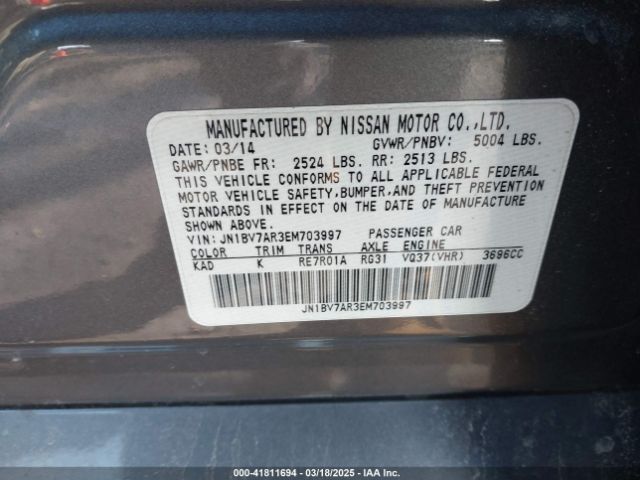 MANUFACTURED BY NISSAN MOTOR CO.,LTD.
DATE: 03/14 GVWR/PNBV: 5004 LBS.
GAWR/PNBE FR: 2524 LBS. RR: 2513 LBS.
THIS VEHICLE CONFORMS TO ALL APPLICABLE FEDERAL
MOTOR VEHICLE SAFETY,BUMPER,AND THEFT PREVENTION
STANDARDS IN EFFECT ON THE DATE OF MANUFACTURE
SHOWN ABOVE.
VIN: JN1BV7AR3EM703997 PASSENGER CAR
COLOR TRIM TRANS AXLE ENGINE
KAD K RE7R01A RG31 VQ37(VHR) 3696CC
JN1BV7AR3EM703997
000-41811694 | 03/18/2025 | IAA Inc.